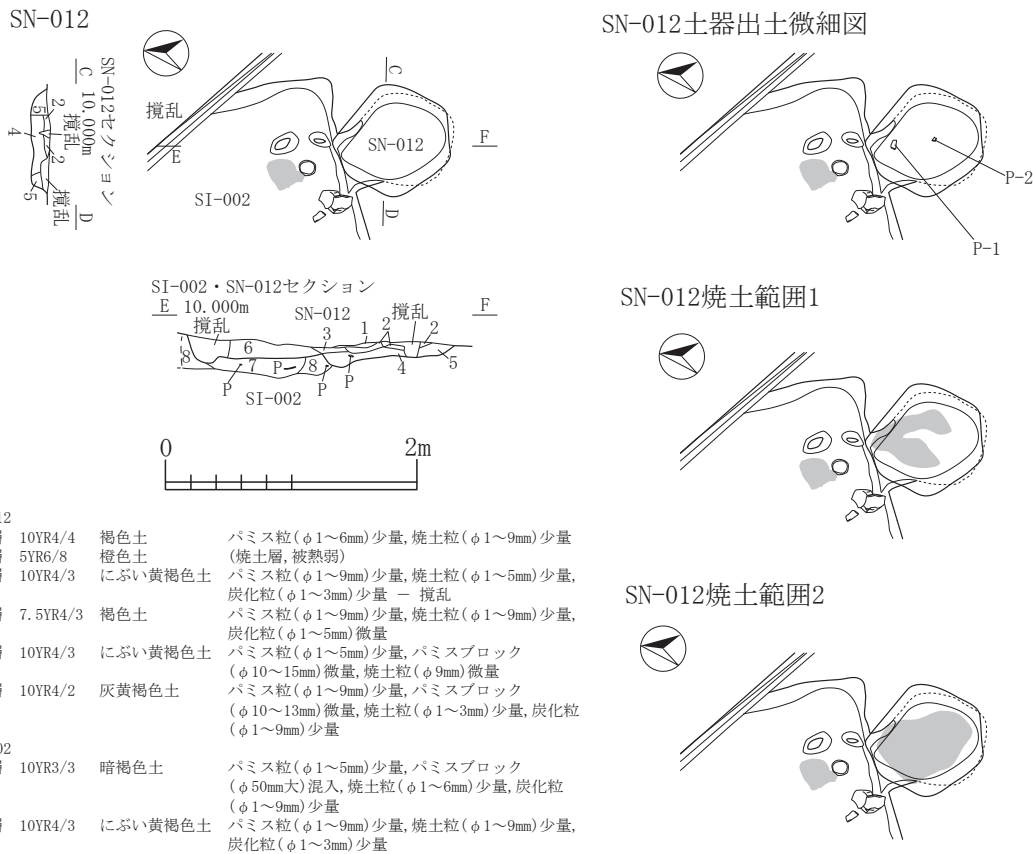 SN-012
SN-012セクション
C 10.000m D
5 2 撹乱 2 撹乱
4 5
撹乱
E
C
SN-012
F
SI-002
D
SI-002・SN-012セクション
E 10.000m SN-012 撹乱 F
撹乱 3 1 2 2
8 6
7 P 8 4 5
P P P
SI-002
0 2m
12
10YR4/4 褐色土 パミス粒(φ1～6mm)少量,焼土粒(φ1～9mm)少量
5YR6/8 橙色土 (焼土層,被熱弱)
10YR4/3 にぶい黄褐色土 パミス粒(φ1～9mm)少量,焼土粒(φ1～5mm)少量,
炭化粒(φ1～3mm)少量 － 撹乱
7.5YR4/3 褐色土 パミス粒(φ1～9mm)少量,焼土粒(φ1～9mm)少量,
炭化粒(φ1～5mm)微量
10YR4/3 にぶい黄褐色土 パミス粒(φ1～5mm)少量,パミスブロック
(φ10～15mm)微量,焼土粒(φ9mm)微量
10YR4/2 灰黄褐色土 パミス粒(φ1～9mm)少量,パミスブロック
(φ10～13mm)微量,焼土粒(φ1～3mm)少量,炭化粒
(φ1～9mm)少量
02
10YR3/3 暗褐色土 パミス粒(φ1～5mm)少量,パミスブロック
(φ50mm大)混入,焼土粒(φ1～6mm)少量,炭化粒
(φ1～9mm)少量
10YR4/3 にぶい黄褐色土 パミス粒(φ1～9mm)少量,焼土粒(φ1～9mm)少量,
炭化粒(φ1～3mm)少量
SN-012土器出土微細図
P-2
P-1
SN-012焼土範囲1
SN-012焼土範囲2